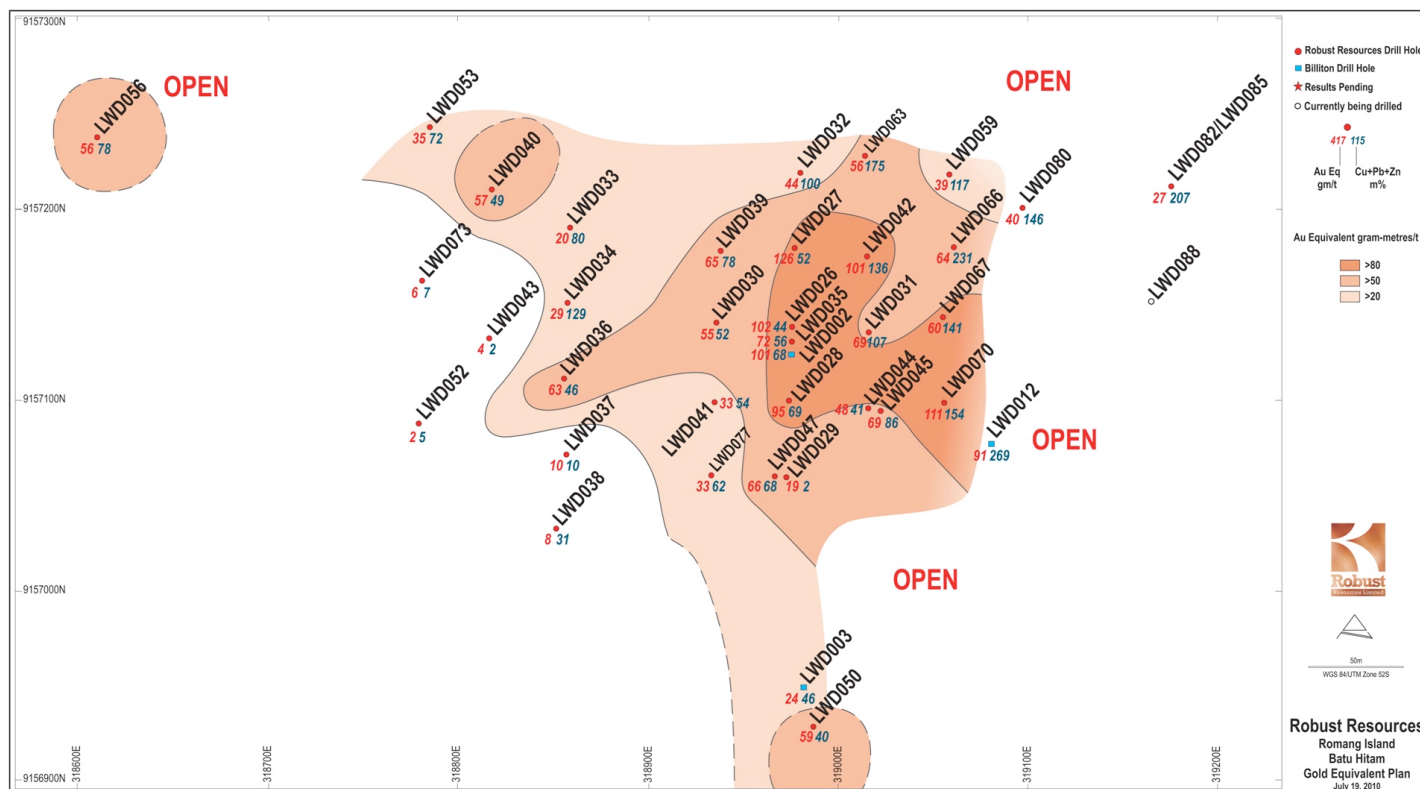 9157300N
9157200N
9157100N
9157000N
9156900N
318600E
318700E
318800E
318900E
319000E
319100E
319200E
OPEN
OPEN
OPEN
OPEN
LWD056
56 78
LWD053
35 72
LWD040
57 49
LWD033
20 80
LWD032
44 100
LWD063
56 175
LWD059
39 117
LWD080
40 146
LWD082/LWD085
27 207
LWD073
6 7
LWD034
29 129
LWD039
65 78
LWD027
126 52
LWD042
101 136
LWD066
64 231
LWD088
LWD043
4 2
LWD030
55 52
LWD026
102 44
LWD035
72 56
LWD002
101 68
LWD031
69 107
LWD067
60 141
LWD036
63 46
LWD052
2 5
LWD041
33 54
LWD028
95 69
LWD044
48 41
LWD045
69 86
LWD070
111 154
LWD012
91 269
LWD037
10 10
LWD077
33 62
LWD047
66 68
LWD029
19 2
LWD038
8 31
LWD003
24 46
LWD050
59 40
Robust Resources Drill Hole
Billiton Drill Hole
Results Pending
Currently being drilled
417 115
Au Eq Cu+Pb+Zn
gm/t m%
Au Equivalent gram-metres/t
>80
>50
>20
Robust
Resources Limited
50m
WGS 84/UTM Zone 52S
Robust Resources
Romang Island
Batu Hitam
Gold Equivalent Plan
July 19, 2010